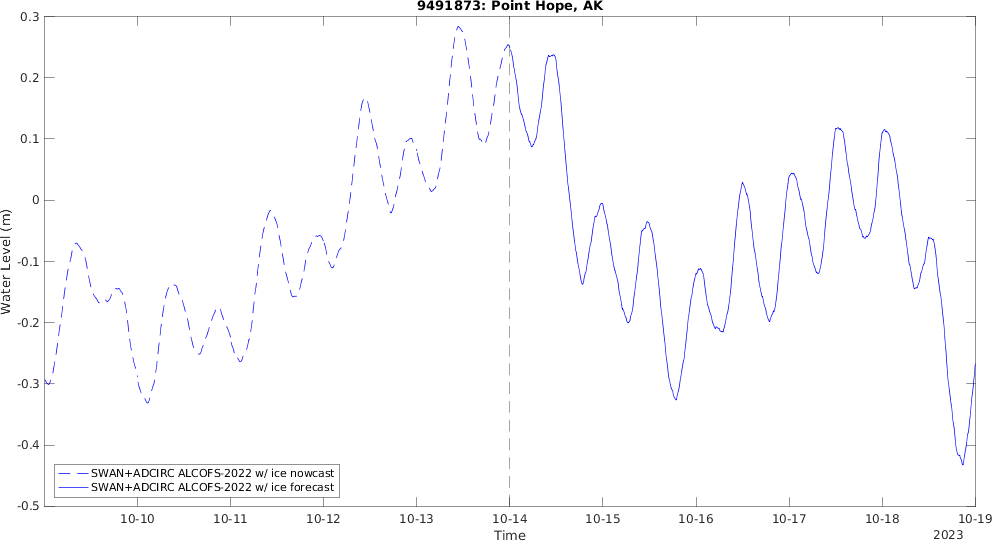 9491873: Point Hope, AK
0.3
0.2
0.1
0
-0.1
-0.2
-0.3
-0.4
-0.5
Water Level (m)
SWAN+ADCIRC ALCOFS-2022 w/ ice nowcast
SWAN+ADCIRC ALCOFS-2022 w/ ice forecast
10-10 10-11 10-12 10-13 10-14 10-15 10-16 10-17 10-18 10-19
Time
2023